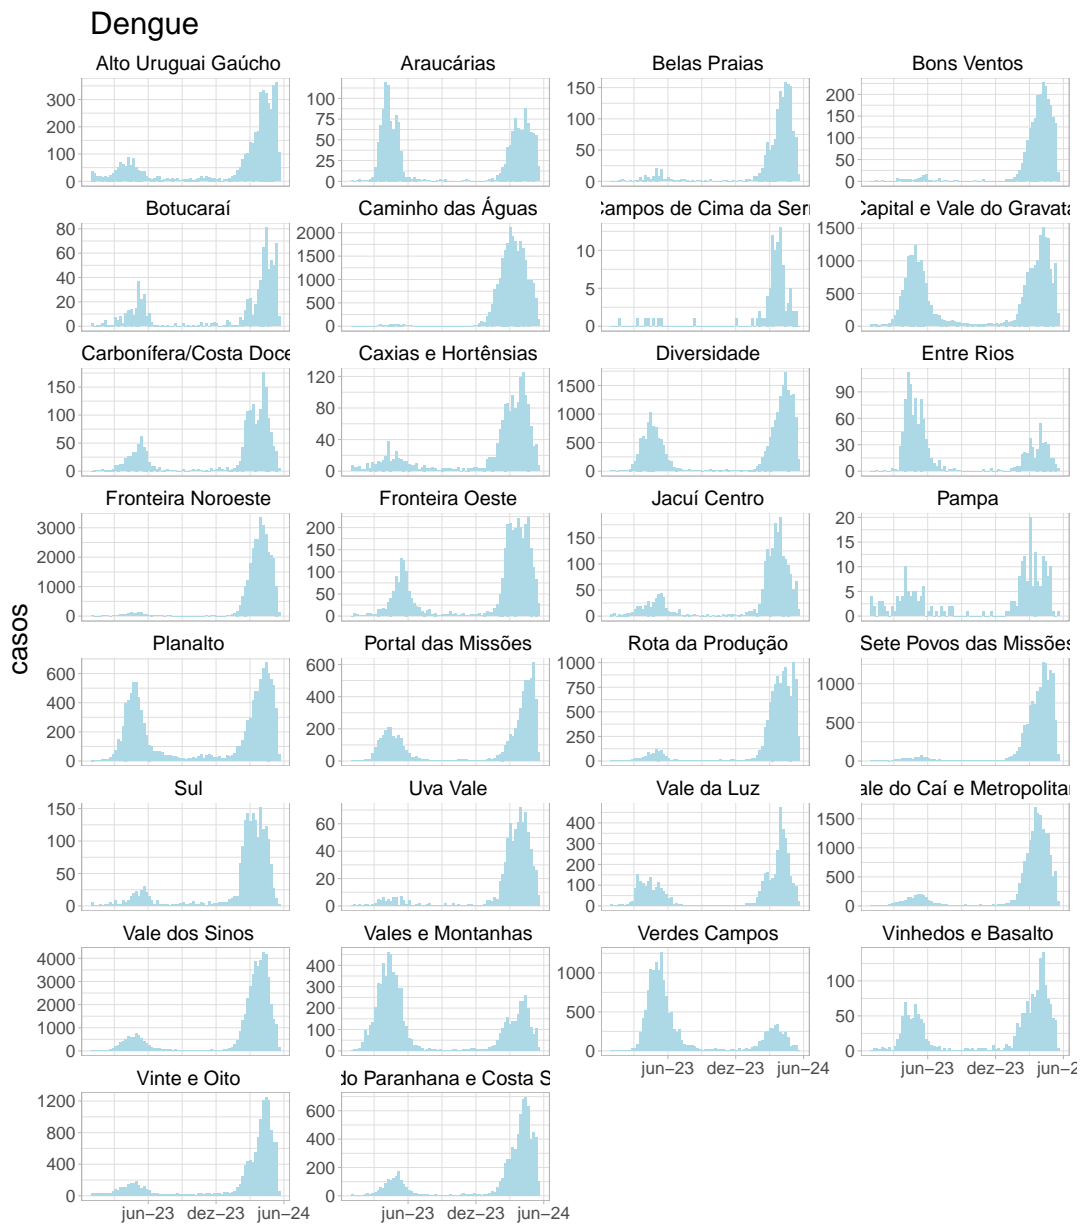 Dengue
Alto Uruguai Gaúcho Araucárias Belas Praias Bons Ventos
300 200 100 0
100 75 50 25 0
150 100 50 0
200 150 100 50 0
Botucaraí Caminho das Águas Campos de Cima da Serr Capital e Vale do Gravata
80 60 40 20 0
2000 1500 1000 500 0
10 5 0
1500 1000 500 0
Carbonífera/Costa Doce Caxias e Hortênsias Diversidade Entre Rios
150 100 50 0
120 80 40 0
1500 1000 500 0
90 60 30 0
Fronteira Noroeste Fronteira Oeste Jacuí Centro Pampa
3000 2000 1000 0
200 150 100 50 0
150 100 50 0
20 15 10 5 0
Planalto Portal das Missões Rota da Produção Sete Povos das Missões
600 400 200 0
600 400 200 0
1000 750 500 250 0
1000 500 0
Sul Uva Vale Vale da Luz ale do Caí e Metropolitan
150 100 50 0
60 40 20 0
400 300 200 100 0
1500 1000 500 0
Vale dos Sinos Vales e Montanhas Verdes Campos Vinhedos e Basalto
4000 3000 2000 1000 0
400 300 200 100 0
1000 500 0
100 50 0
jun–23 dez–23 jun–24
jun–23 dez–23 jun–2
Vinte e Oito do Paranhana e Costa S
1200 800 400 0
600 400 200 0
jun–23 dez–23 jun–24
jun–23 dez–23 jun–24
casos